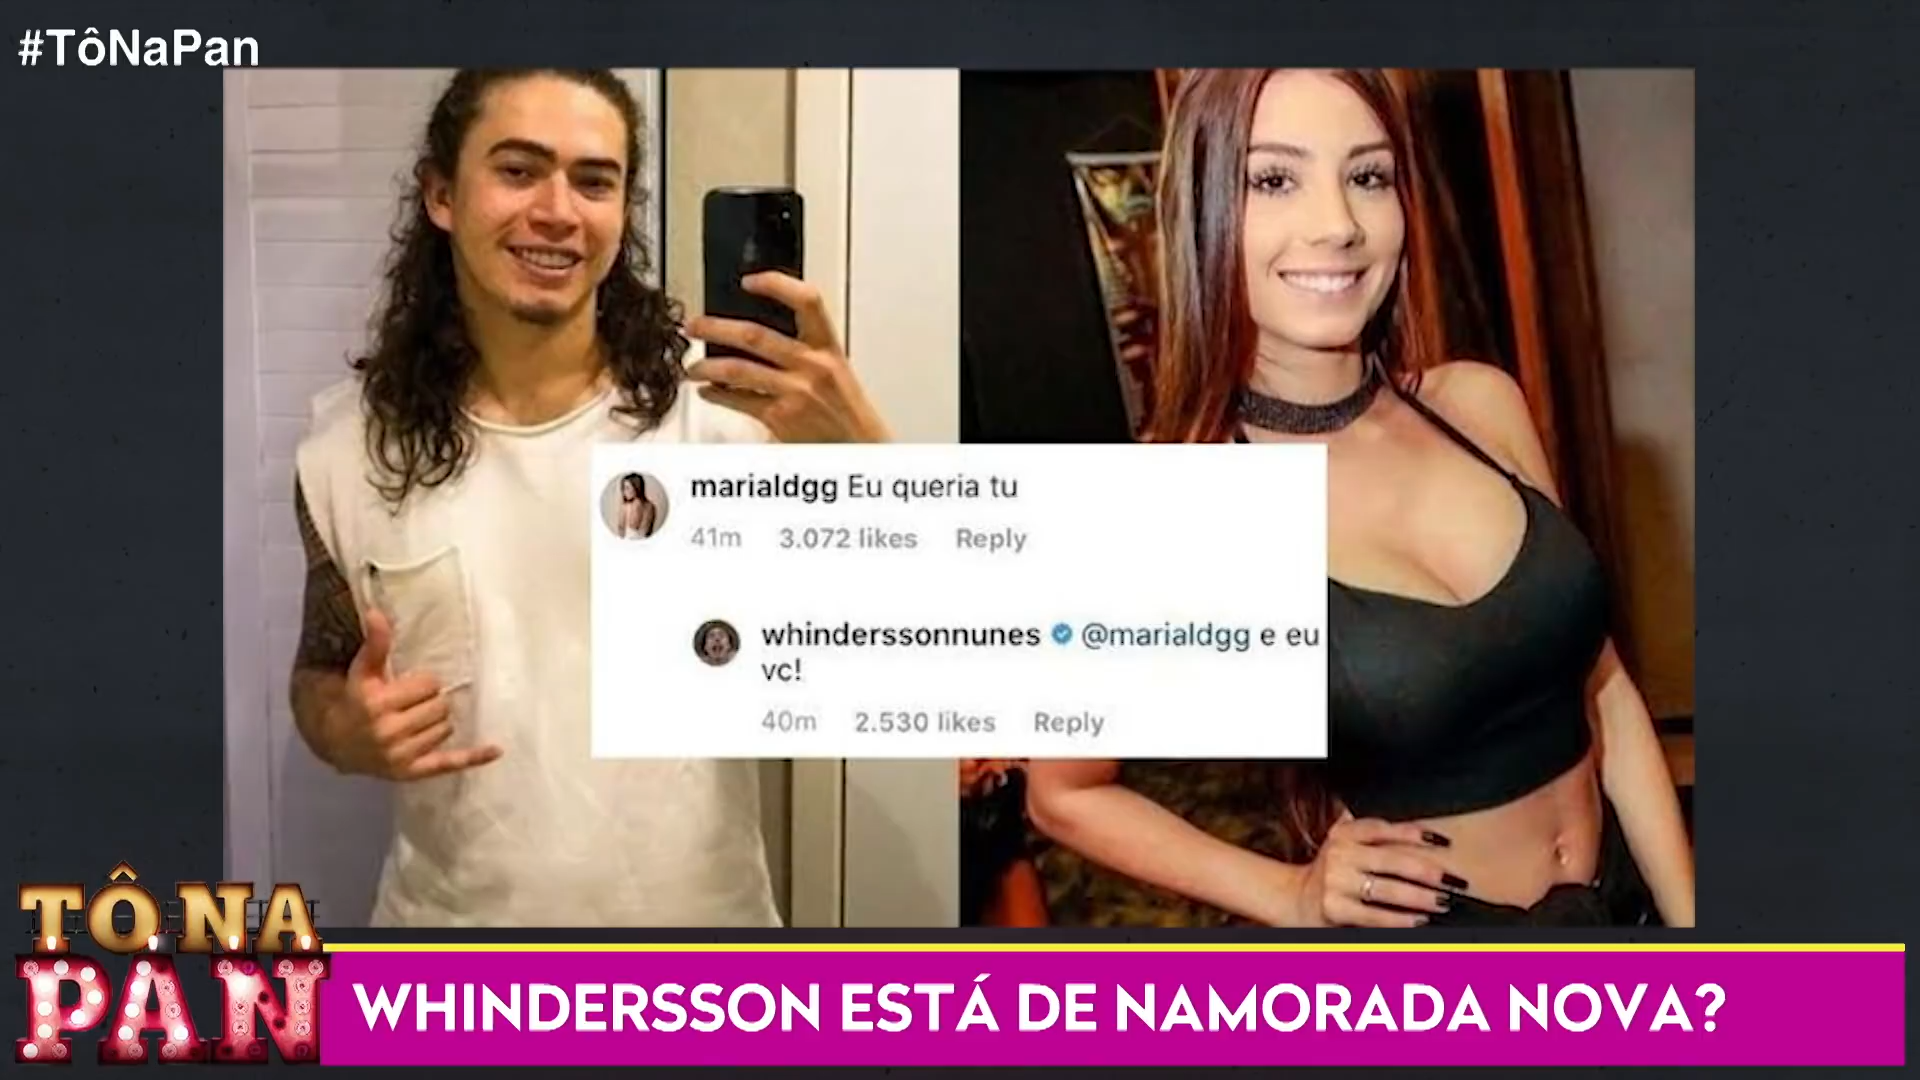 #TôNaPan
marialdgg Eu queria tu
41m 3.072 likes Reply
whinderssonnunes @marialdgg e eu
vc!
40m 2.530 likes Reply
TÔ NA
PAN
WHINDERSSON ESTÁ DE NAMORADA NOVA?